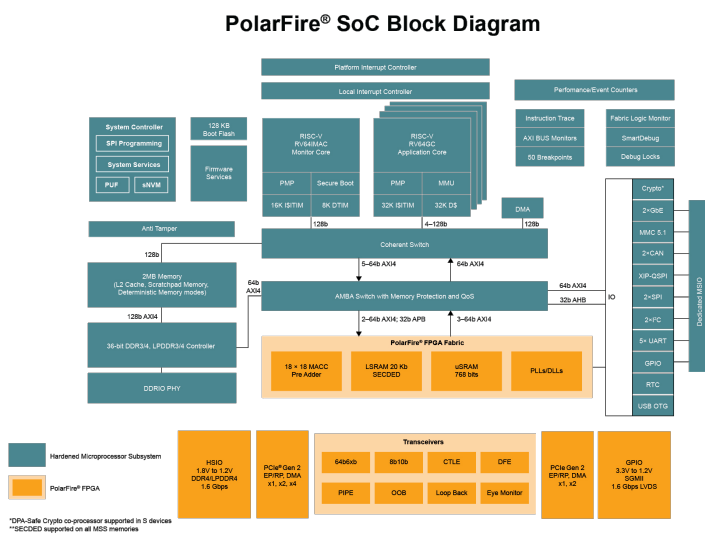 PolarFire® SoC Block Diagram
Platform Interrupt Controller
Local Interrupt Controller
Perfomance/Event Counters
System Controller
SPI Programming
System Services
PUF
sNVM
128 KB
Boot Flash
Firmware
Services
RISC-V
RV64IMAC
Monitor Core
PMP
Secure Boot
16K I$/TIM
8K DTIM
RISC-V
RV64GC
Application Core
PMP
MMU
32K I$/TIM
32K D$
Instruction Trace
AXI BUS Monitors
50 Breakpoints
Fabric Logic Monitor
SmartDebug
Debug Locks
DMA
128b
4–128b
128b
Anti Tamper
128b
Coherent Switch
5–64b AXI4
64b AXI4
2MB Memory
(L2 Cache, Scratchpad Memory,
Deterministic Memory modes)
64b
AXI4
AMBA Switch with Memory Protection and QoS
64b AXI4
32b AHB
IO
128b AXI4
2–64b AXI4; 32b APB
3–64b AXI4
36-bit DDR3/4, LPDDR3/4 Controller
DDRIO PHY
PolarFire® FPGA Fabric
18 × 18 MACC
Pre Adder
LSRAM 20 Kb
SECDED
uSRAM
768 bits
PLLs/DLLs
Crypto*
2×GbE
MMC 5.1
2×CAN
XIP-QSPI
2×SPI
2×I²C
5× UART
GPIO
RTC
USB OTG
Dedicated MSIO
Hardened Microprocessor Subsystem
PolarFire® FPGA
HSIO
1.8V to 1.2V
DDR4/LPDDR4
1.6 Gbps
PCIe® Gen 2
EP/RP, DMA
x1, x2, x4
Transceivers
64b6xb
8b10b
CTLE
DFE
PIPE
OOB
Loop Back
Eye Monitor
PCIe Gen 2
EP/RP, DMA
x1, x2
GPIO
3.3V to 1.2V
SGMII
1.6 Gbps LVDS
*DPA-Safe Crypto co-processor supported in S devices
**SECDED supported on all MSS memories